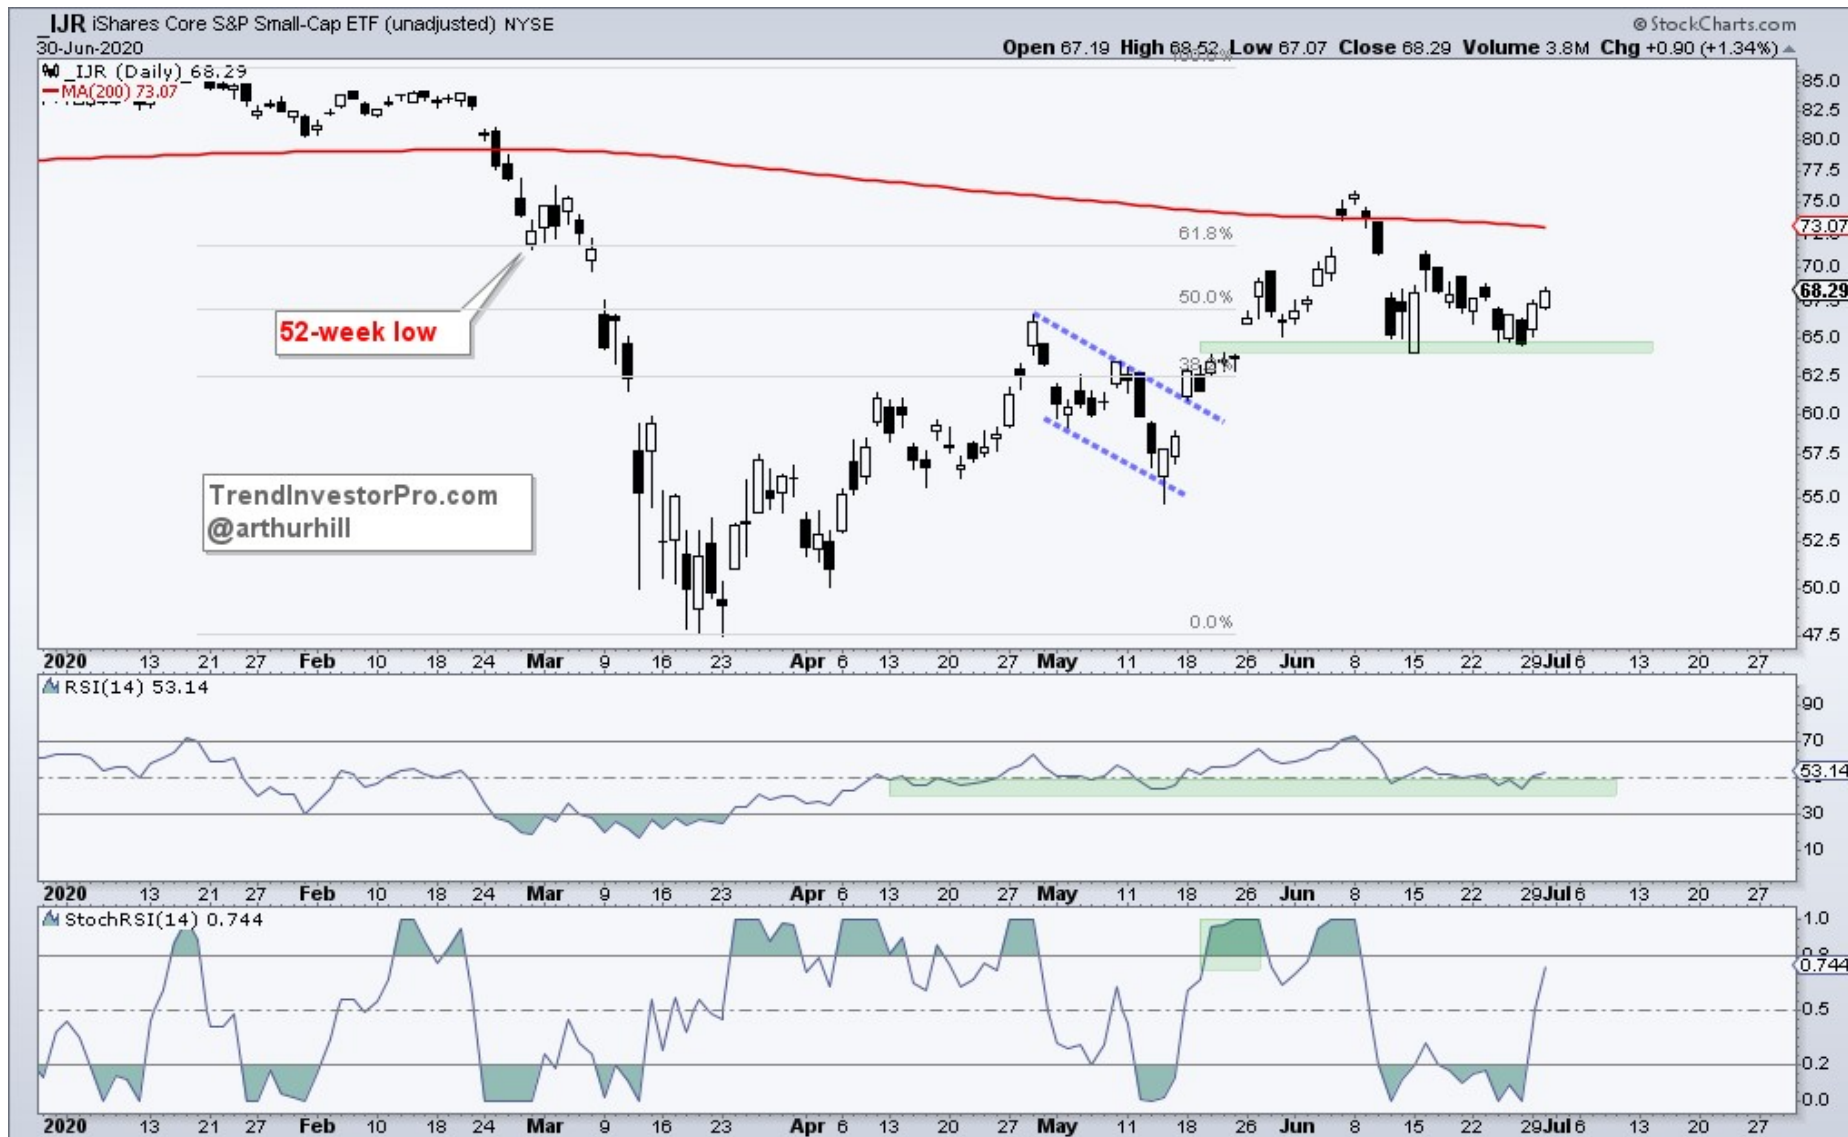 _IJR iShares Core S&P Small-Cap ETF (unadjusted) NYSE
© StockCharts.com
30-Jun-2020
Open 67.19 High 68.52 Low 67.07 Close 68.29 Volume 3.8M Chg +0.90 (+1.34%)
_IJR (Daily) 68.29
MA(200) 73.07
100.0%
61.8%
50.0%
38.2%
0.0%
52-week low
TrendInvestorPro.com
@arthurhill
85.0
82.5
80.0
77.5
75.0
73.07
72.5
70.0
68.29
67.5
65.0
62.5
60.0
57.5
55.0
52.5
50.0
47.5
2020 13 21 27 Feb 10 18 24 Mar 9 16 23 Apr 6 13 20 27 May 11 18 26 Jun 8 15 22 29 Jul 6 13 20 27
RSI(14) 53.14
90
70
53.14
30
10
2020 13 21 27 Feb 10 18 24 Mar 9 16 23 Apr 6 13 20 27 May 11 18 26 Jun 8 15 22 29 Jul 6 13 20 27
StochRSI(14) 0.744
1.0
0.8
0.744
0.5
0.2
0.0
2020 13 21 27 Feb 10 18 24 Mar 9 16 23 Apr 6 13 20 27 May 11 18 26 Jun 8 15 22 29 Jul 6 13 20 27